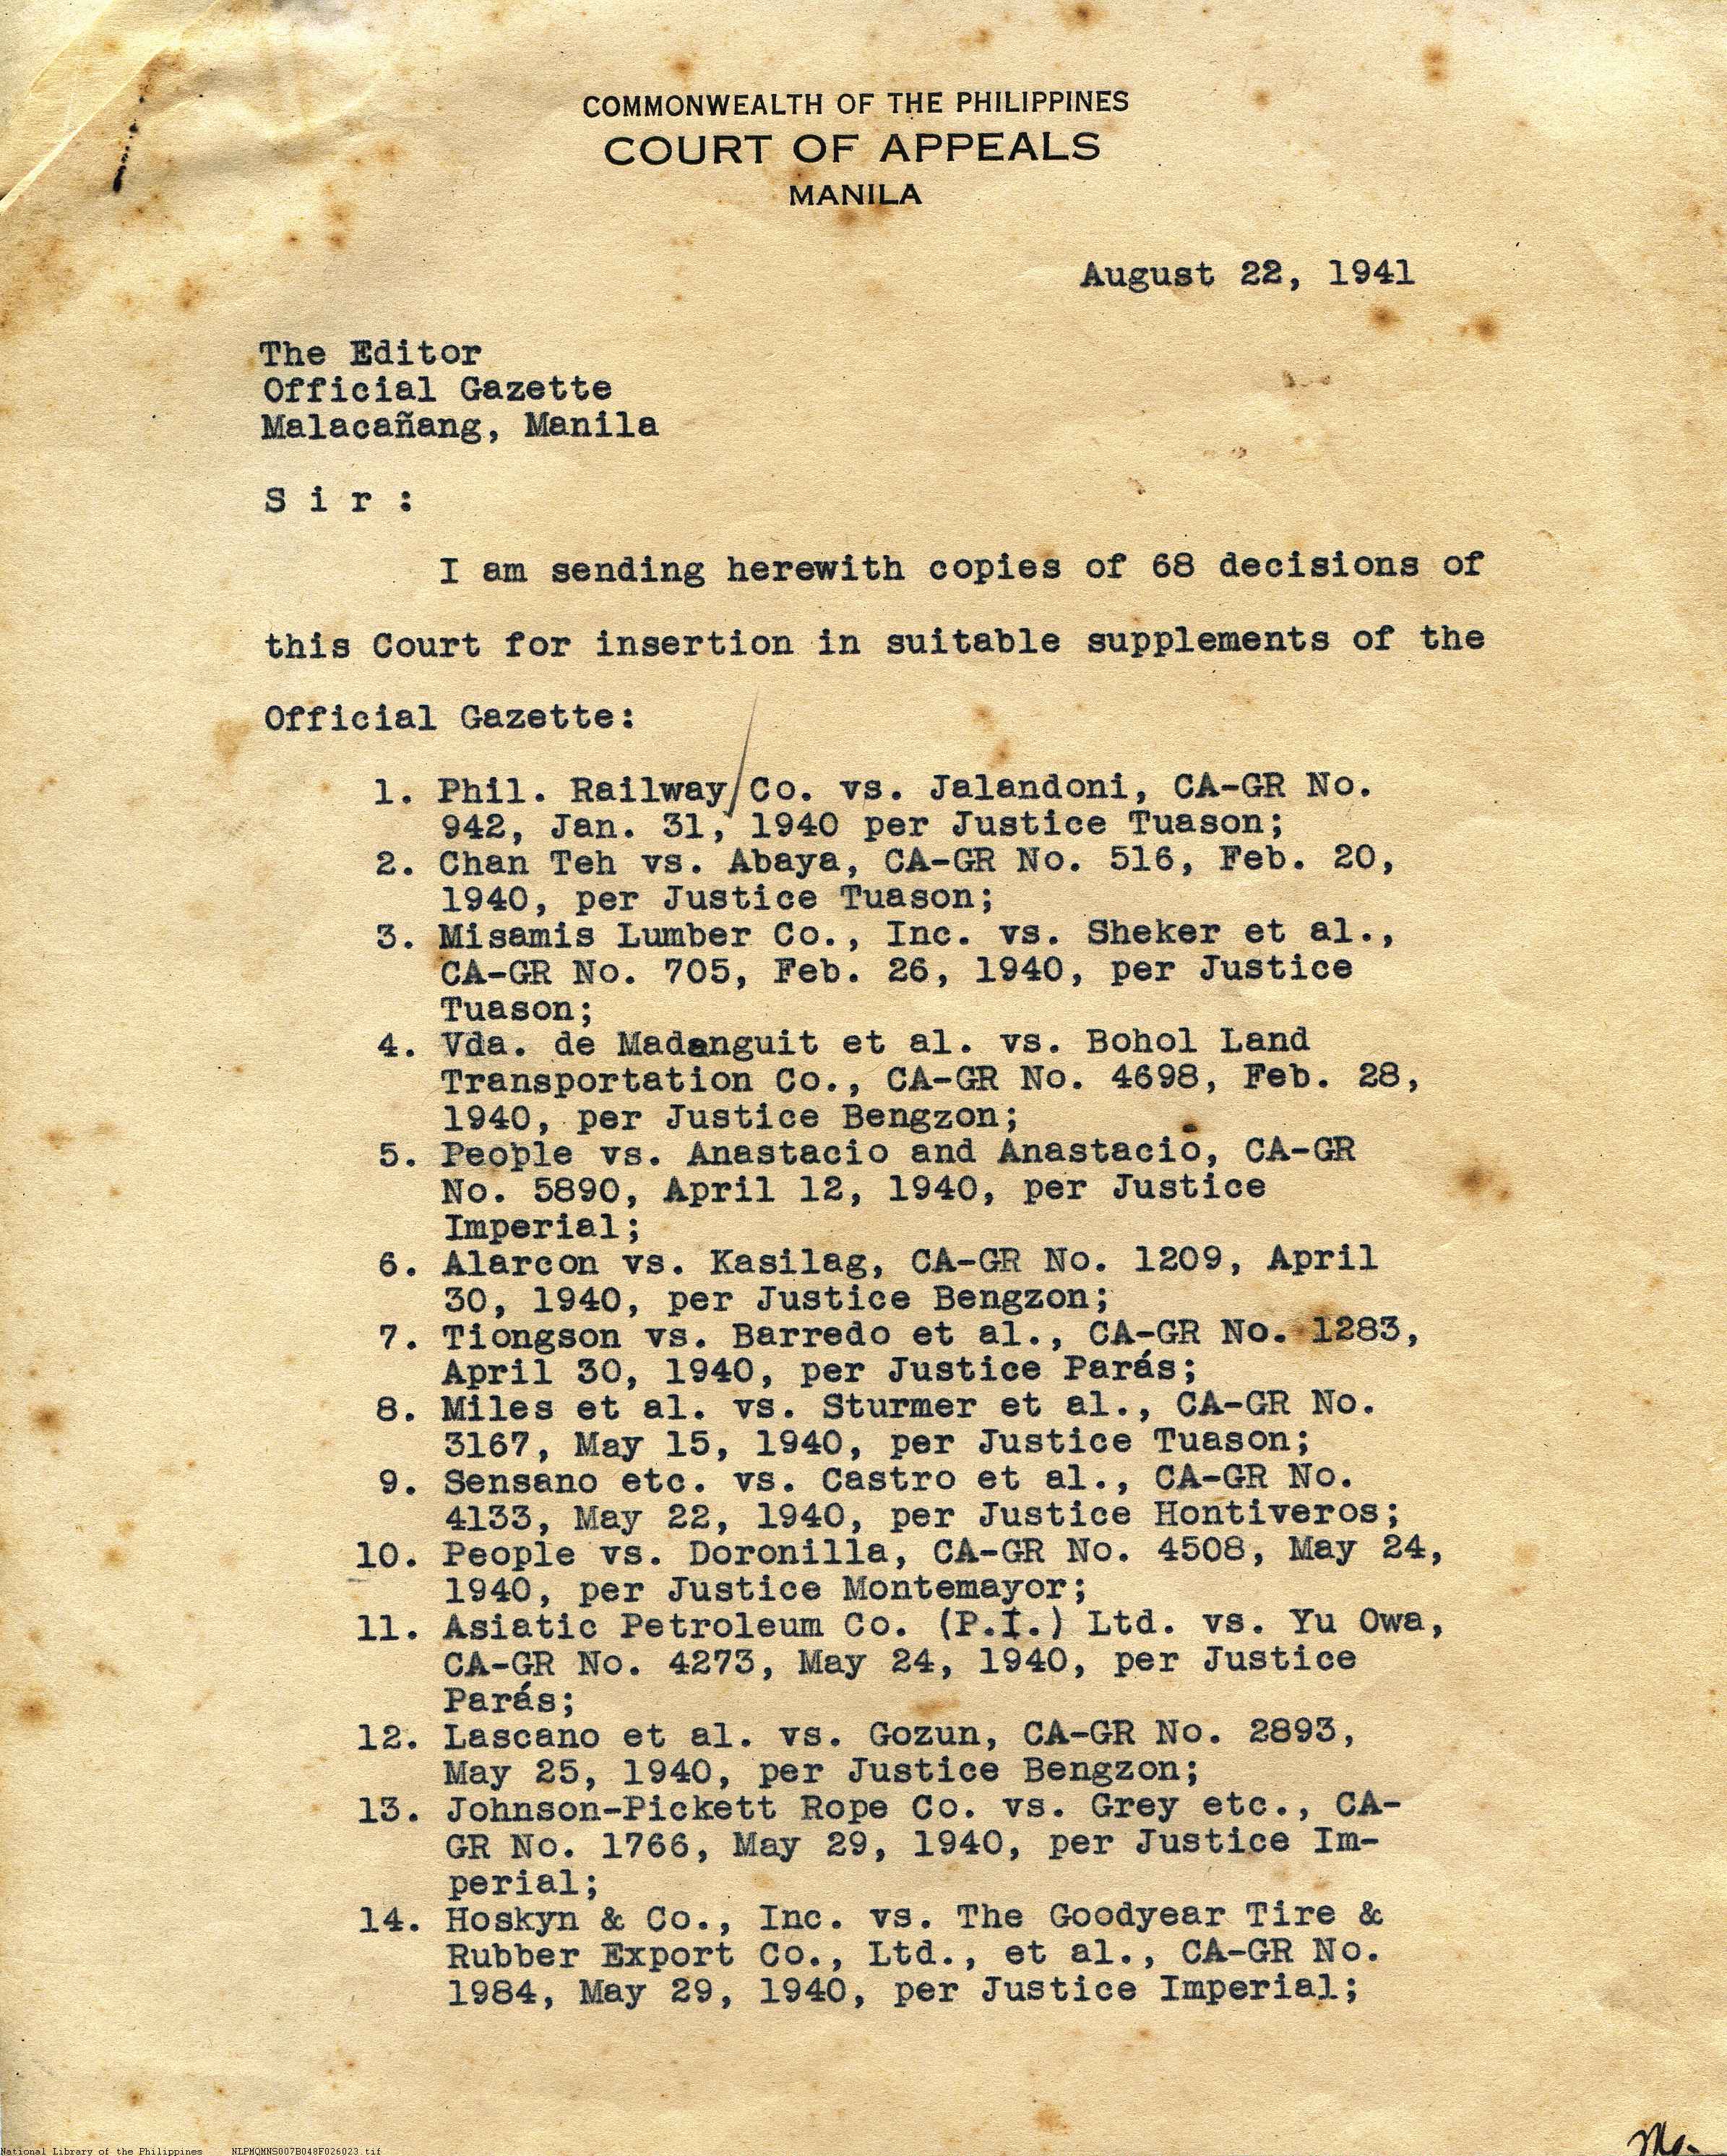 COMMONWEALTH OF THE PHILIPPINES
COURT OF APPEALS
MANILA
August 22, 1941
The Editor
Official Gazette
Malacañang, Manila
S i r :
I am sending herewith copies of 68 decisions of
this Court for insertion in suitable supplements of the
Official Gazette:
1. Phil. Railway Co. vs. Jalandoni, CA-GR No.
942, Jan. 31, 1940 per Justice Tuason;
2. Chan Teh vs. Abaya, CA-GR No. 516, Feb. 20,
1940, per Justice Tuason;
3. Misamis Lumber Co., Inc. vs. Sheker et al.,
CA-GR No. 705, Feb. 26, 1940, per Justice
Tuason;
4. Vda. de Madanguit et al. vs. Bohol Land
Transportation Co., CA-GR No. 4698, Feb. 28,
1940, per Justice Bengzon;
5. People vs. Anastacio and Anastacio, CA-GR
No. 5890, April 12, 1940, per Justice
Imperial;
6. Alarcon vs. Kasilag, CA-GR No. 1209, April
30, 1940, per Justice Bengzon;
7. Tiongson vs. Barredo et al., CA-GR No. 1283,
April 30, 1940, per Justice Parás;
8. Miles et al. vs. Sturmer et al., CA-GR No.
3167, May 15, 1940, per Justice Tuason;
9. Sensano etc. vs. Castro et al., CA-GR No.
4133, May 22, 1940, per Justice Hontiveros;
10. People vs. Doronilla, CA-GR No. 4508, May 24,
1940, per Justice Montemayor;
11. Asiatic Petroleum Co. (P.I.) Ltd. vs. Yu Owa,
CA-GR No. 4273, May 24, 1940, per Justice
Parás;
12. Lascano et al. vs. Gozun, CA-GR No. 2893,
May 25, 1940, per Justice Bengzon;
13. Johnson-Pickett Rope Co. vs. Grey etc., CA-
GR No. 1766, May 29, 1940, per Justice Im-
perial;
14. Hoskyn & Co., Inc. vs. The Goodyear Tire &
Rubber Export Co., Ltd., et al., CA-GR No.
1984, May 29, 1940, per Justice Imperial;
National Library of the Philippines NLPMQMNS007B048F026023.tif